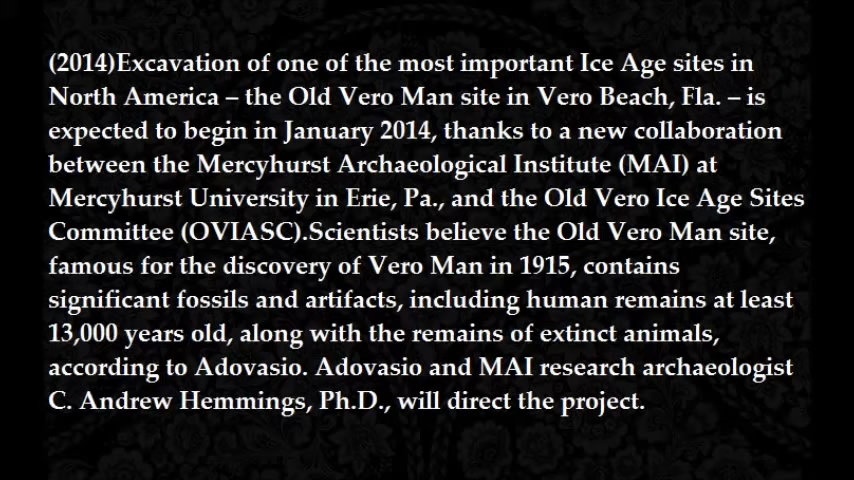 (2014)Excavation of one of the most important Ice Age sites in
North America – the Old Vero Man site in Vero Beach, Fla. – is
expected to begin in January 2014, thanks to a new collaboration
between the Mercyhurst Archaeological Institute (MAI) at
Mercyhurst University in Erie, Pa., and the Old Vero Ice Age Sites
Committee (OVIASC).Scientists believe the Old Vero Man site,
famous for the discovery of Vero Man in 1915, contains
significant fossils and artifacts, including human remains at least
13,000 years old, along with the remains of extinct animals,
according to Adovasio. Adovasio and MAI research archaeologist
C. Andrew Hemmings, Ph.D., will direct the project.